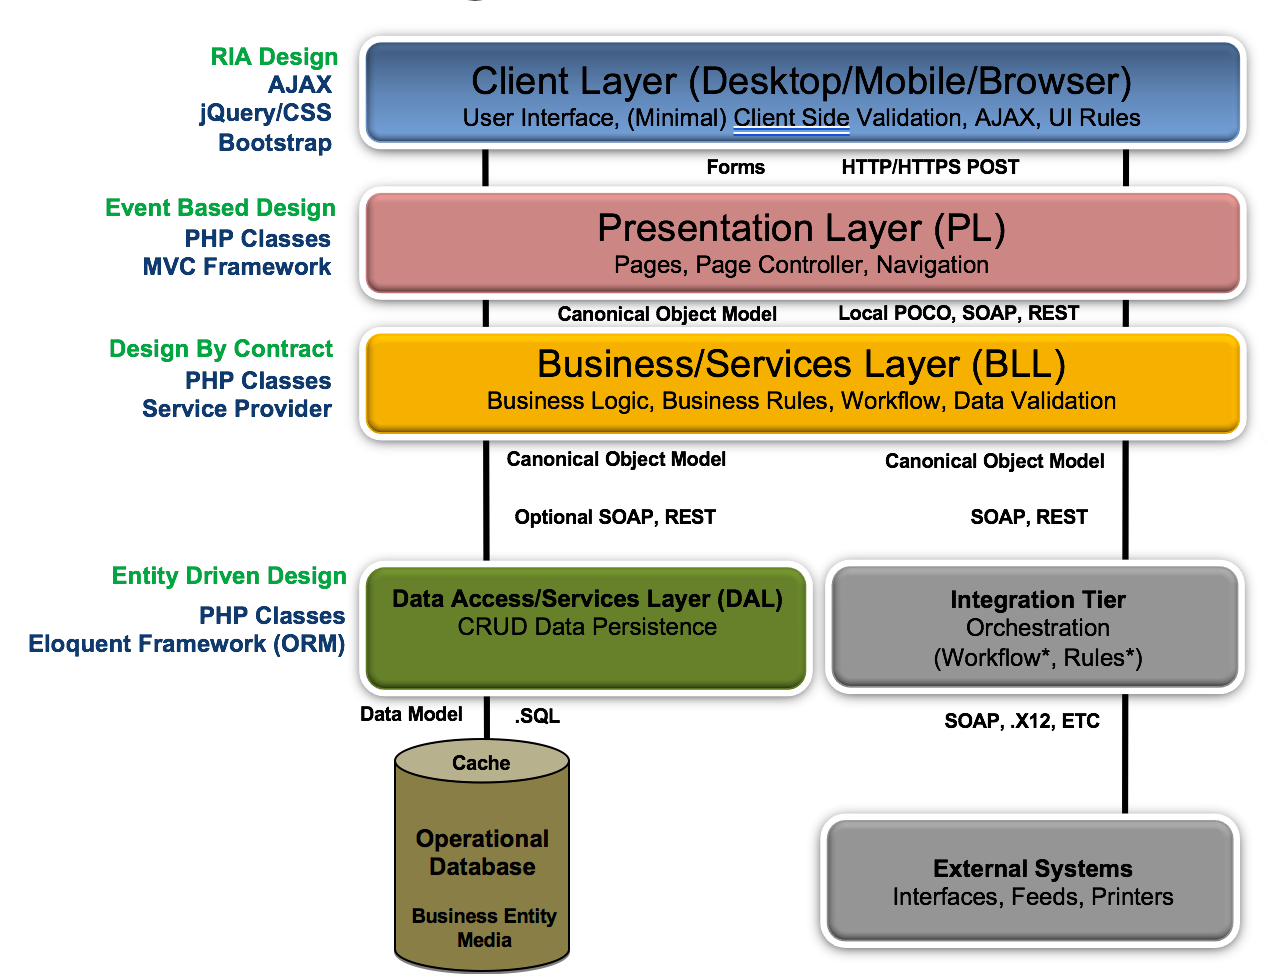 RIA Design
AJAX
jQuery/CSS
Bootstrap
Client Layer (Desktop/Mobile/Browser)
User Interface, (Minimal) Client Side Validation, AJAX, UI Rules
Forms
HTTP/HTTPS POST
Event Based Design
PHP Classes
MVC Framework
Presentation Layer (PL)
Pages, Page Controller, Navigation
Canonical Object Model
Local POCO, SOAP, REST
Design By Contract
PHP Classes
Service Provider
Business/Services Layer (BLL)
Business Logic, Business Rules, Workflow, Data Validation
Canonical Object Model
Canonical Object Model
Optional SOAP, REST
SOAP, REST
Entity Driven Design
PHP Classes
Eloquent Framework (ORM)
Data Access/Services Layer (DAL)
CRUD Data Persistence
Integration Tier
Orchestration
(Workflow*, Rules*)
Data Model
.SQL
SOAP, .X12, ETC
Cache
Operational
Database
Business Entity
Media
External Systems
Interfaces, Feeds, Printers